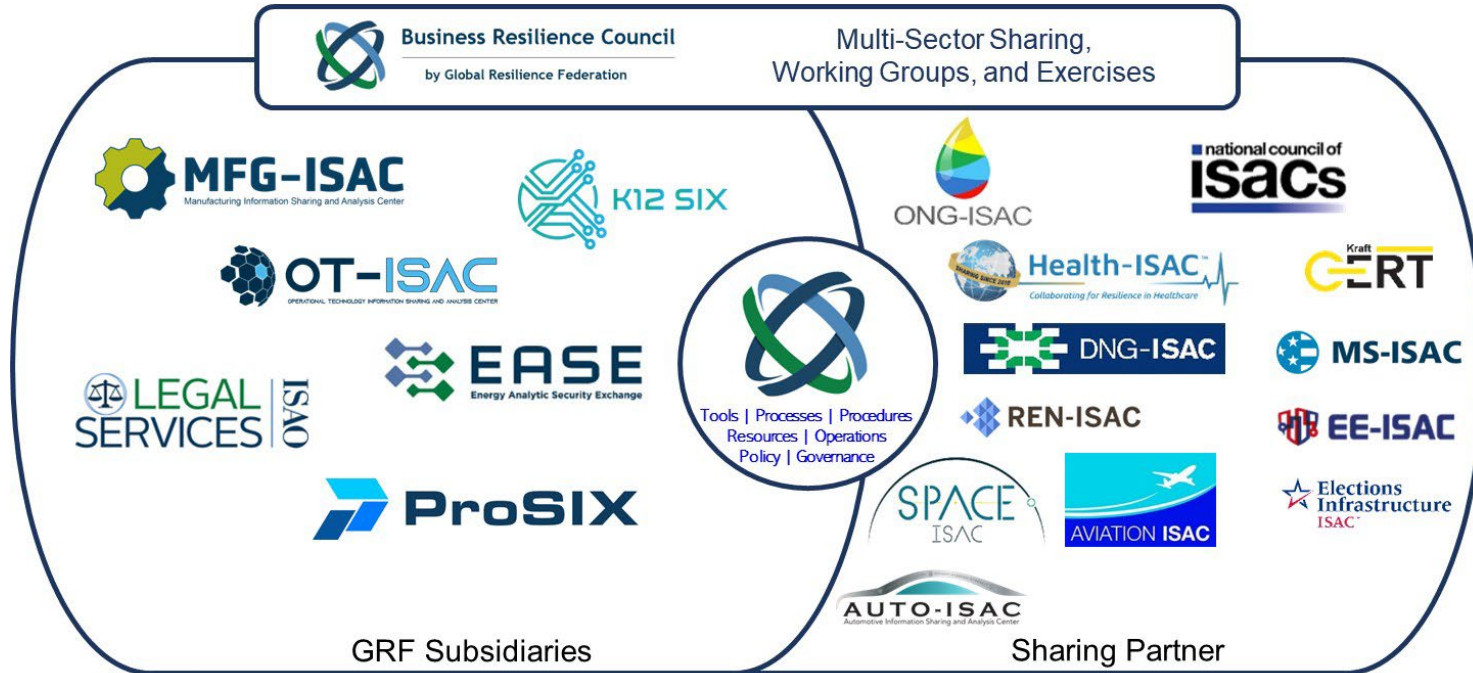 Business Resilience Council
by Global Resilience Federation
Multi-Sector Sharing,
Working Groups, and Exercises
MFG-ISAC
Manufacturing Information Sharing and Analysis Center
K12 SIX
OT-ISAC
OPERATIONAL TECHNOLOGY INFORMATION SHARING AND ANALYSIS CENTER
EASE
Energy Analytic Security Exchange
LEGAL
SERVICES
ISAO
ProSIX
GRF Subsidiaries
Tools | Processes | Procedures
Resources | Operations
Policy | Governance
ONG-ISAC
national council of
ISACs
SHARING SINCE 2010
Health-ISAC™
Collaborating for Resilience in Healthcare
Kraft
CERT
DNG-ISAC
MS-ISAC
REN-ISAC
EE-ISAC
SPACE
ISAC
AVIATION ISAC
Elections
Infrastructure
ISAC
AUTO-ISAC
Automotive Information Sharing and Analysis Center
Sharing Partner